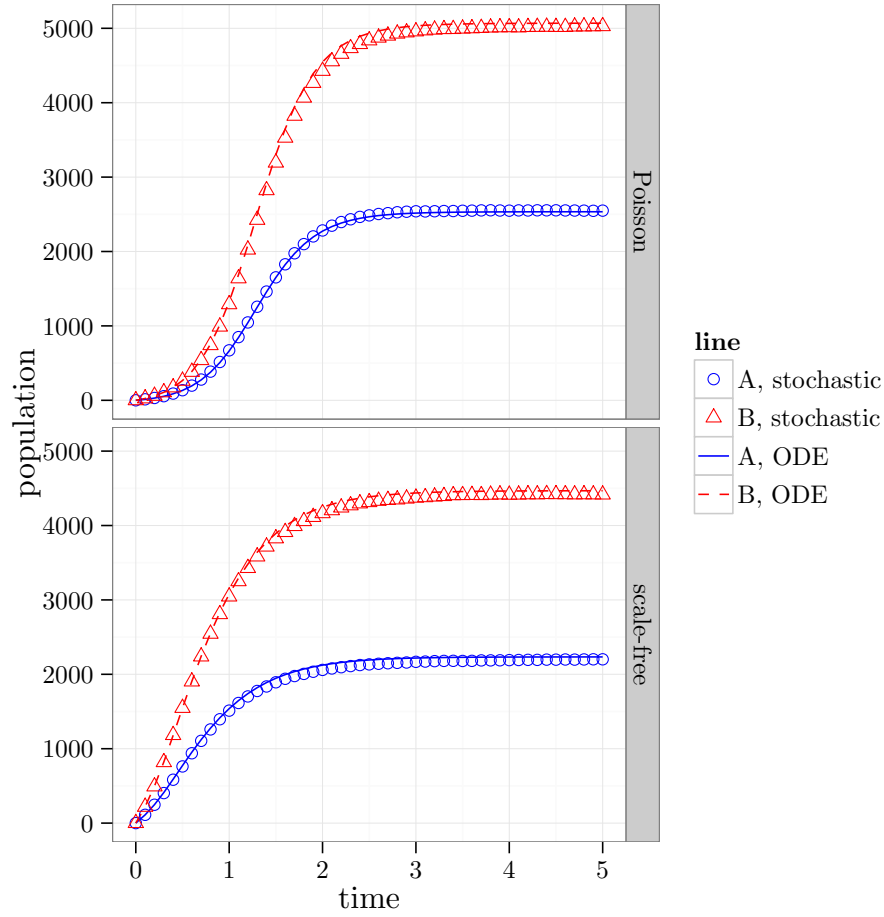 5000
4000
3000
2000
1000
0
Poisson
population
5000
4000
3000
2000
1000
0
scale-free
0 1 2 3 4 5
time
line
A, stochastic
B, stochastic
A, ODE
B, ODE